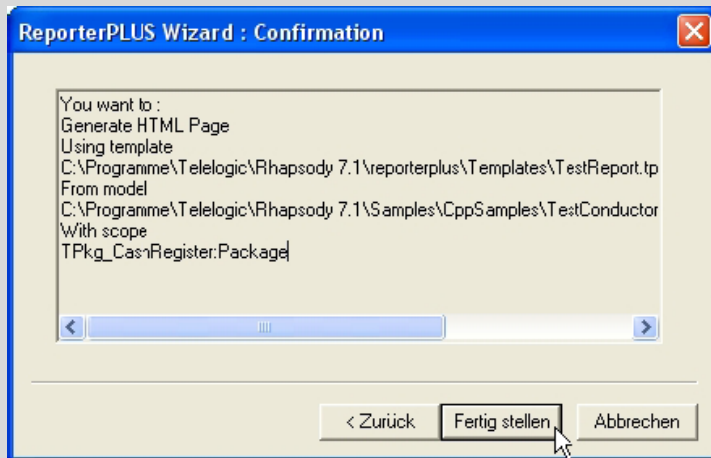 ReporterPLUS Wizard : Confirmation
You want to :
Generate HTML Page
Using template
C:\Programme\Telelogic\Rhapsody 7.1\reporterplus\Templates\TestReport.tp
From model
C:\Programme\Telelogic\Rhapsody 7.1\Samples\CppSamples\TestConductor
With scope
TPkg_CashRegister:Package
< Zurück Fertig stellen Abbrechen